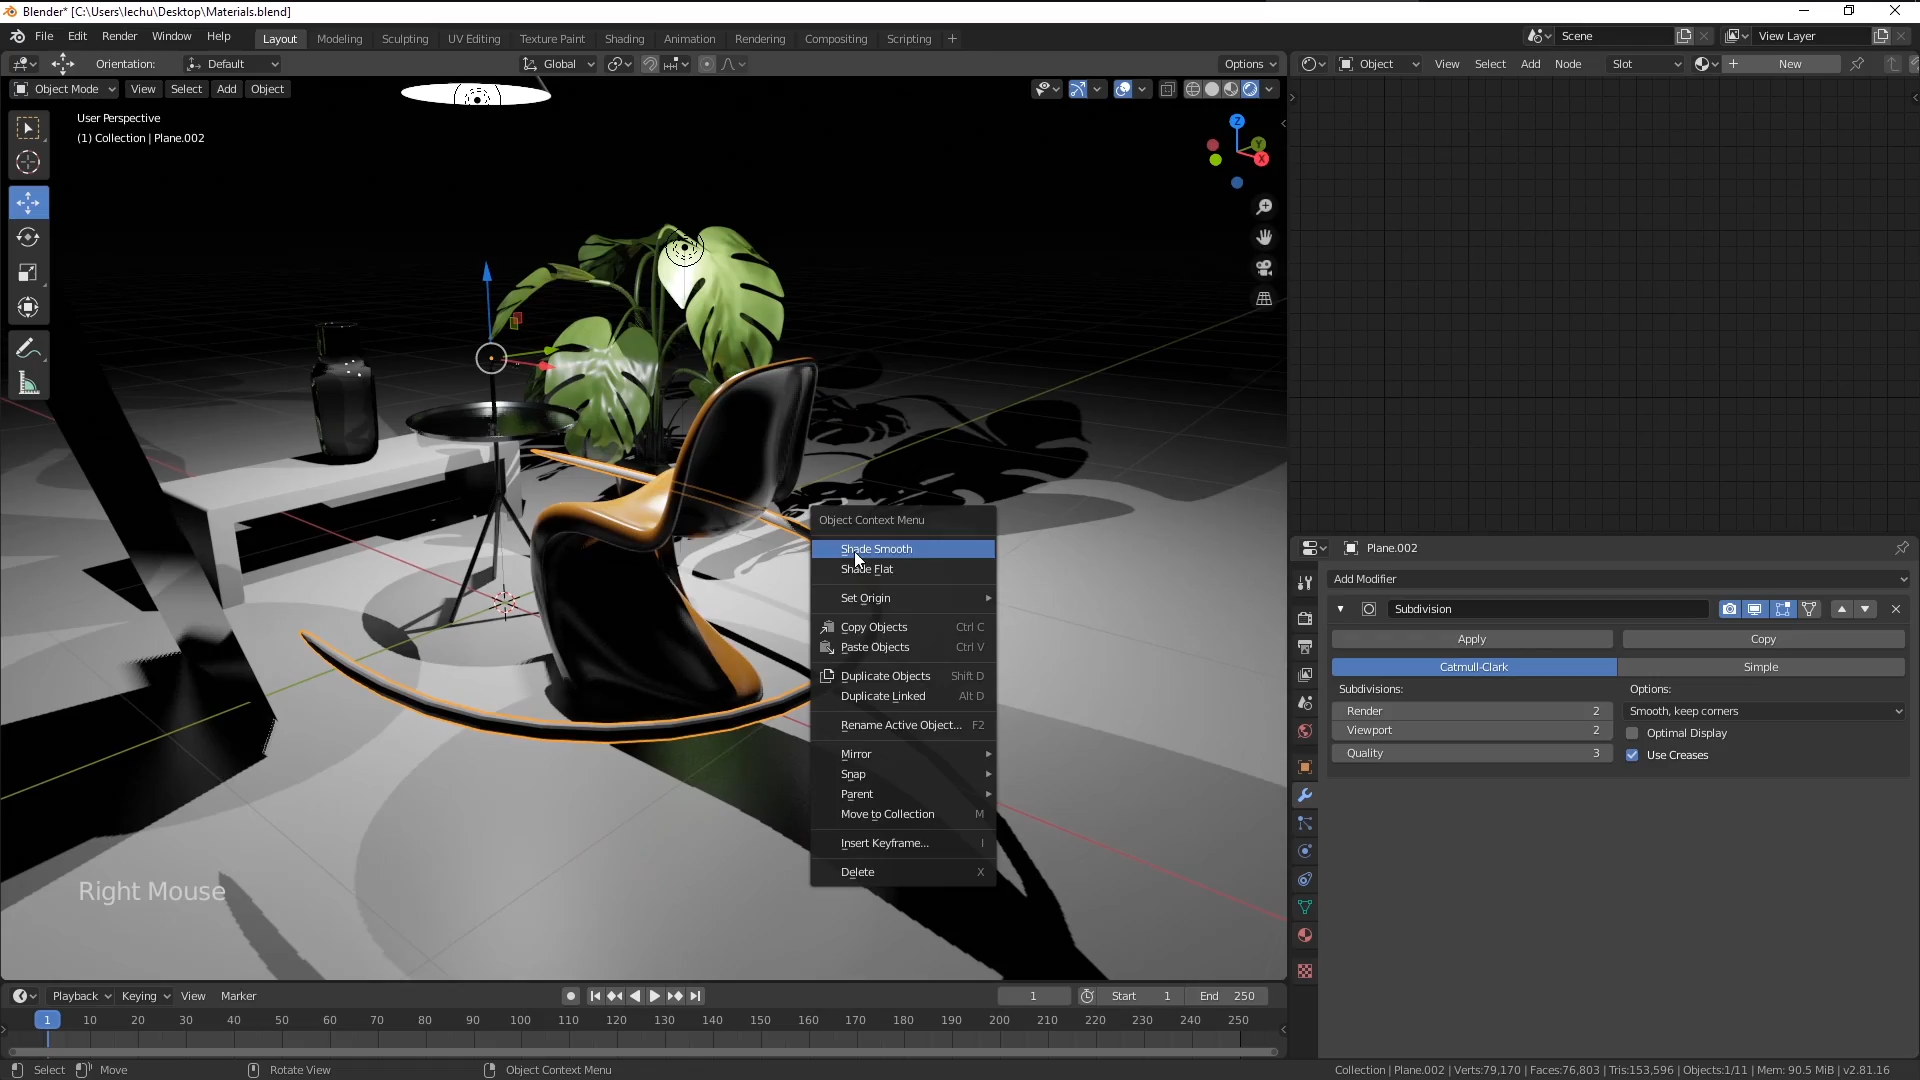 Blender* [C:\Users\lechu\Desktop\Materials.blend]
File Edit Render Window Help Layout Modeling Sculpting UV Editing Texture Paint Shading Animation Rendering Compositing Scripting + Scene View Layer
Orientation: Default Global Options Object View Select Add Node Slot New
Object Mode View Select Add Object
User Perspective
(1) Collection | Plane.002
Z
Y
X
Object Context Menu
Shade Smooth
Shade Flat
Set Origin
Copy Objects Ctrl C
Paste Objects Ctrl V
Duplicate Objects Shift D
Duplicate Linked Alt D
Rename Active Object... F2
Mirror
Snap
Parent
Move to Collection M
Insert Keyframe... I
Delete X
Right Mouse
Plane.002
Add Modifier
Subdivision
Apply Copy
Catmull-Clark Simple
Subdivisions: Options:
Render 2 Smooth, keep corners
Viewport 2 Optimal Display
Quality 3 Use Creases
Playback Keying View Marker 1 Start 1 End 250
1 10 20 30 40 50 60 70 80 90 100 110 120 130 140 150 160 170 180 190 200 210 220 230 240 250
Select Move Rotate View Object Context Menu Collection | Plane.002 | Verts:79,170 | Faces:76,803 | Tris:153,596 | Objects:1/11 | Mem: 90.5 MiB | v2.81.16